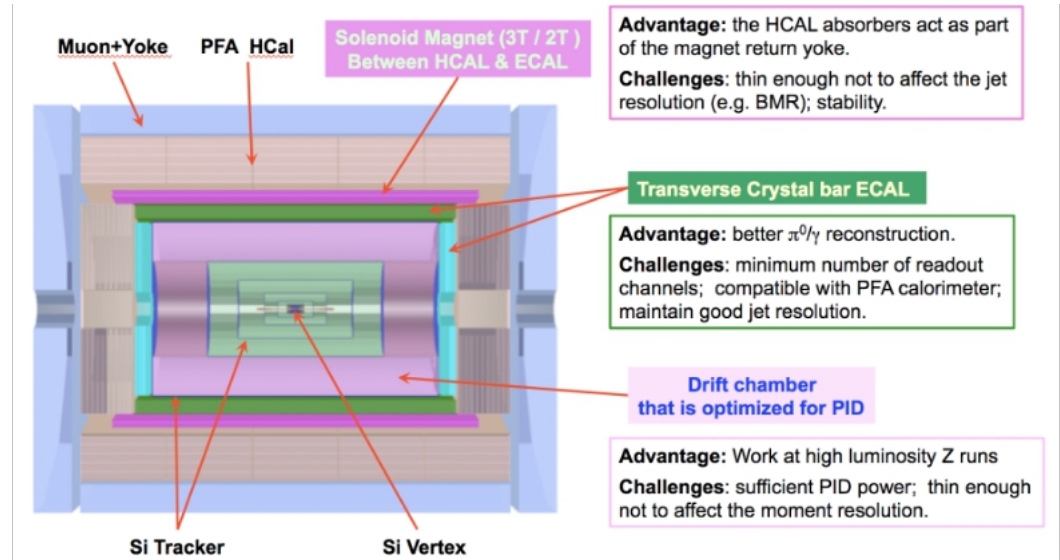 Muon+Yoke
PFA HCal
Solenoid Magnet (3T / 2T )
Between HCAL & ECAL
Advantage: the HCAL absorbers act as part
of the magnet return yoke.
Challenges: thin enough not to affect the jet
resolution (e.g. BMR); stability.
Transverse Crystal bar ECAL
Advantage: better π⁰/γ reconstruction.
Challenges: minimum number of readout
channels; compatible with PFA calorimeter;
maintain good jet resolution.
Drift chamber
that is optimized for PID
Advantage: Work at high luminosity Z runs
Challenges: sufficient PID power; thin enough
not to affect the moment resolution.
Si Tracker
Si Vertex